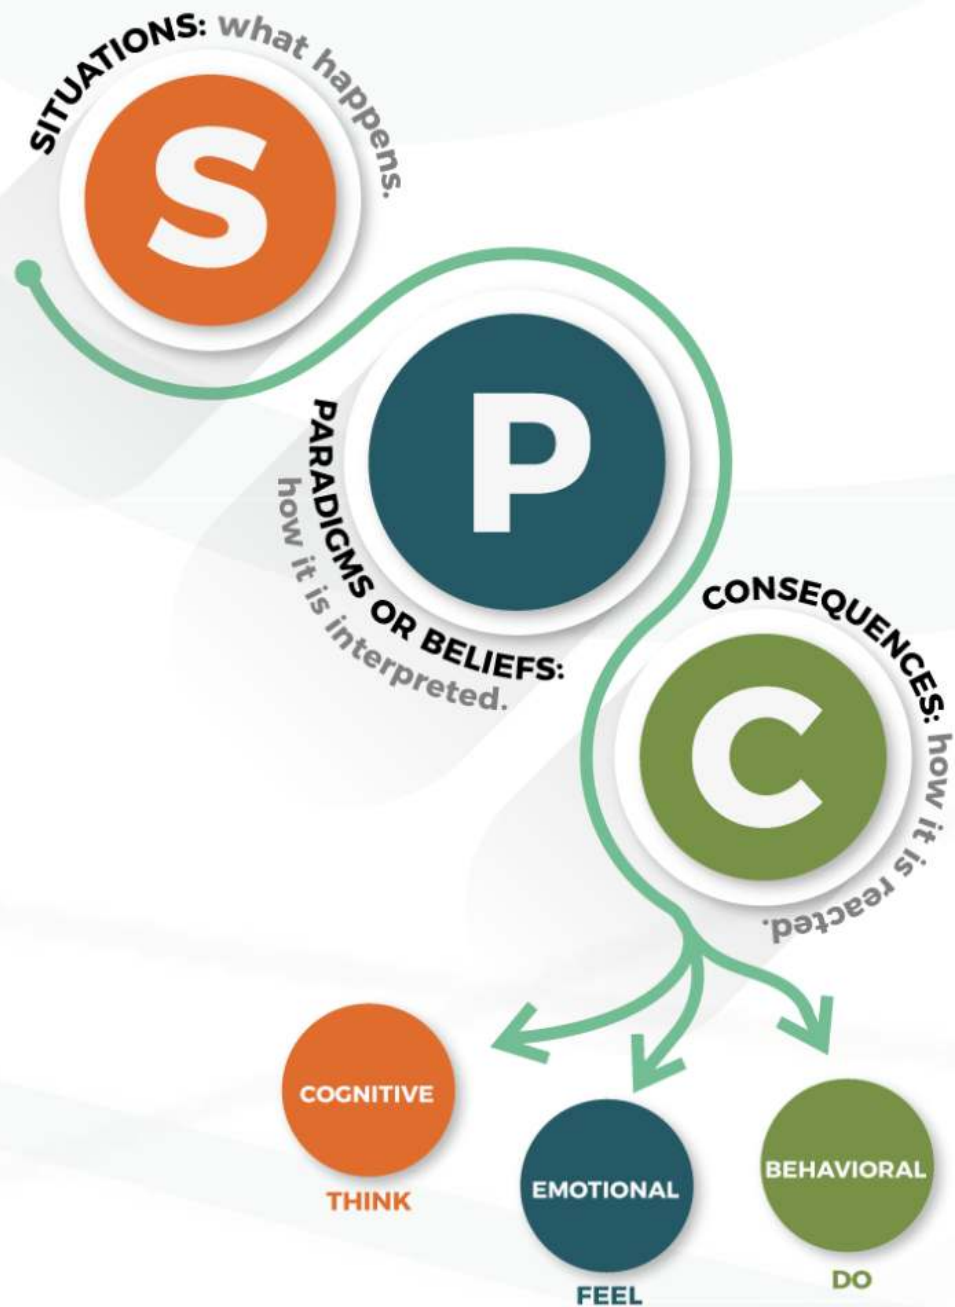 SITUATIONS: what happens.
S
P
PARADIGMS OR BELIEFS:
how it is interpreted.
CONSEQUENCES: how it is reacted.
C
COGNITIVE
THINK
EMOTIONAL
FEEL
BEHAVIORAL
DO